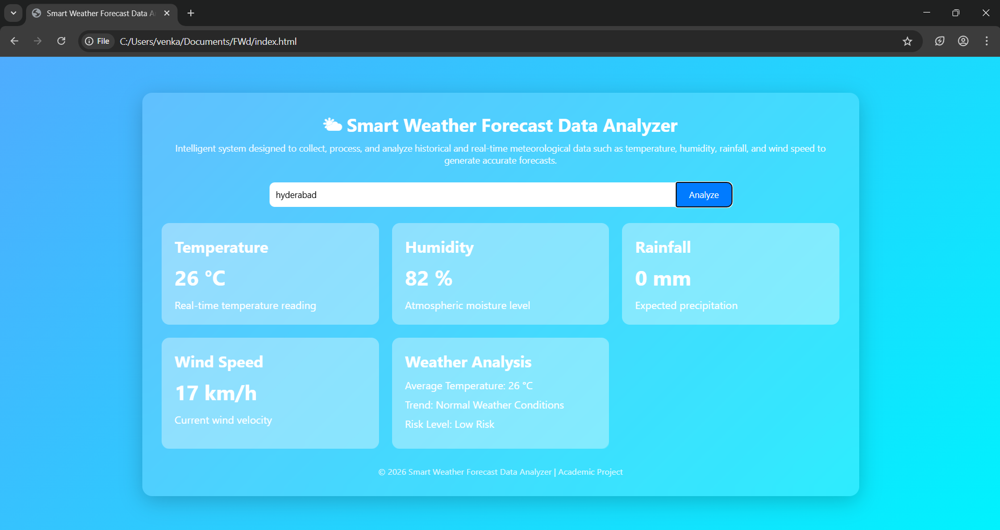 Smart Weather Forecast Data A
File
C:/Users/venka/Documents/FWd/index.html
Smart Weather Forecast Data Analyzer
Intelligent system designed to collect, process, and analyze historical and real-time meteorological data such as temperature, humidity, rainfall, and wind speed to
generate accurate forecasts.
hyderabad
Analyze
Temperature
26 °C
Real-time temperature reading
Humidity
82 %
Atmospheric moisture level
Rainfall
0 mm
Expected precipitation
Wind Speed
17 km/h
Current wind velocity
Weather Analysis
Average Temperature: 26 °C
Trend: Normal Weather Conditions
Risk Level: Low Risk
© 2026 Smart Weather Forecast Data Analyzer | Academic Project